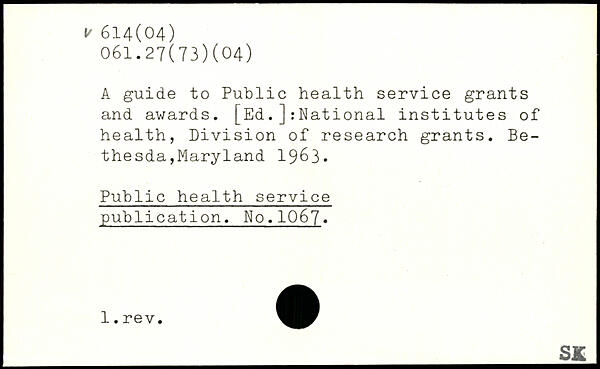 v 614(04)
061.27(73)(04)
A guide to Public health service grants
and awards. [Ed.]:National institutes of
health, Division of research grants. Be-
thesda,Maryland 1963.
Public health service
publication. No.1067.
1.rev.
SK